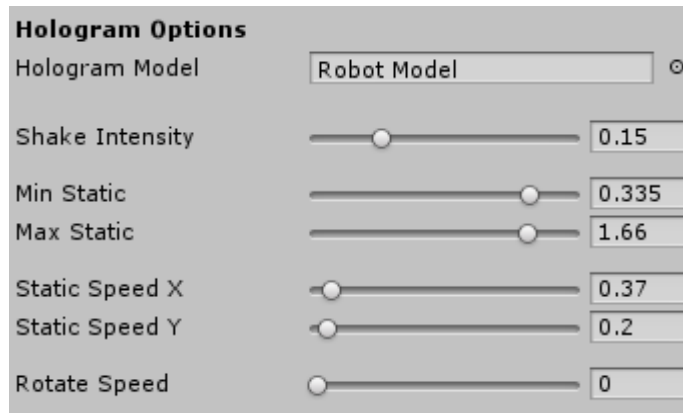 Hologram Options
Hologram Model Robot Model
Shake Intensity 0.15
Min Static 0.335
Max Static 1.66
Static Speed X 0.37
Static Speed Y 0.2
Rotate Speed 0